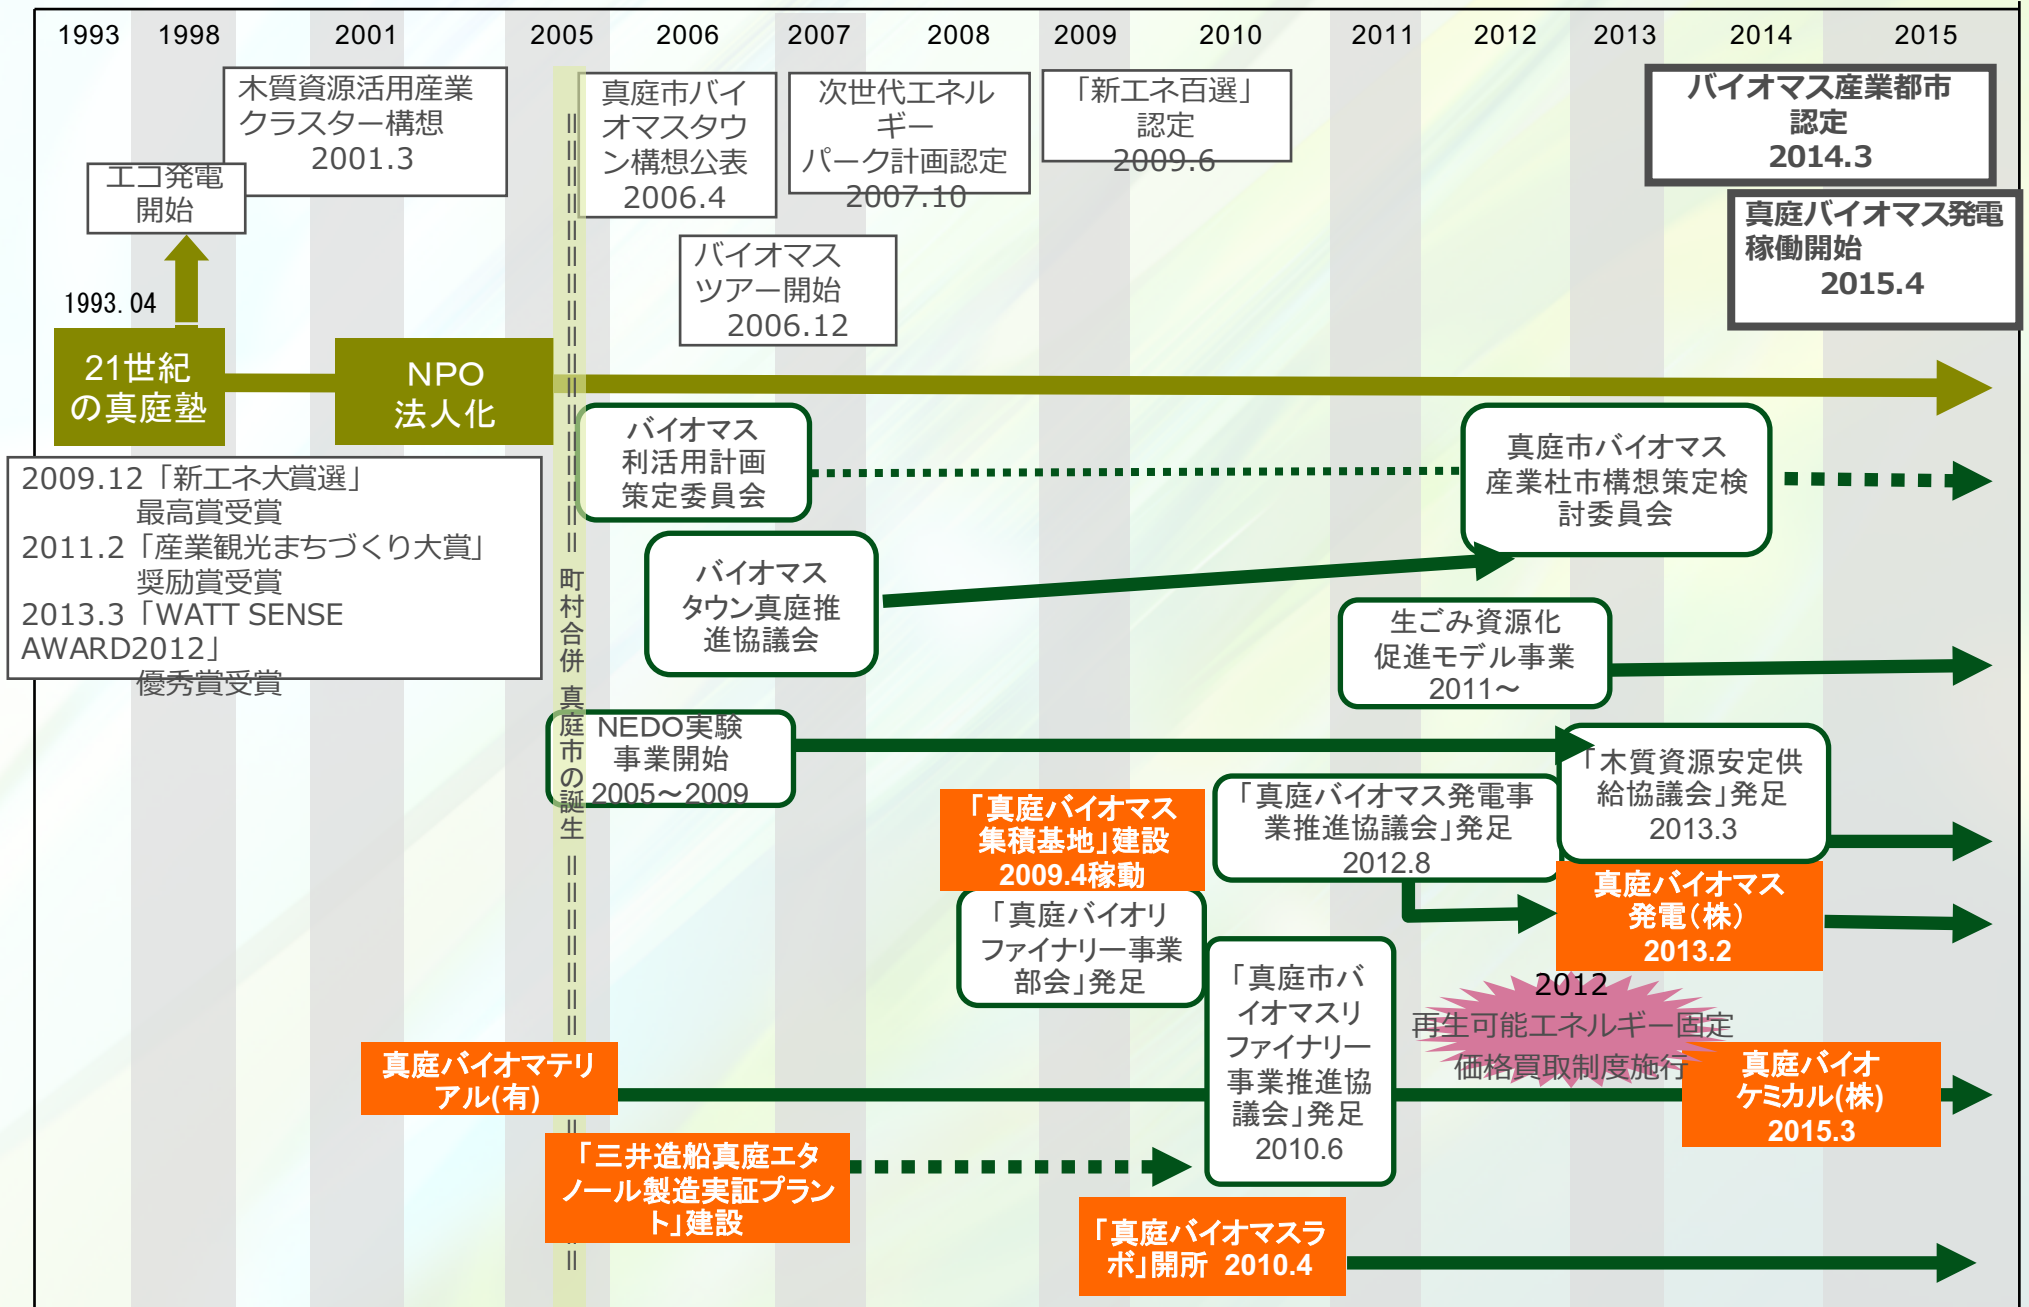 1993 1998 2001 2005 2006 2007 2008 2009 2010 2011 2012 2013 2014 2015
木質資源活用産業
クラスター構想
2001.3
エコ発電
開始
真庭市バイ
オマスタウ
ン構想公表
2006.4
次世代エネル
ギー
パーク計画認定
2007.10
「新エネ百選」
認定
2009.6
バイオマス産業都市
認定
2014.3
真庭バイオマス発電
稼働開始
2015.4
バイオマス
ツアー開始
2006.12
1993.04
21世紀
の真庭塾
NPO
法人化
2009.12「新エネ大賞選」
最高賞受賞
2011.2「産業観光まちづくり大賞」
奨励賞受賞
2013.3「WATT SENSE
AWARD2012」
優秀賞受賞
=====================町村合併 真庭市の誕生==============
バイオマス
利活用計画
策定委員会
真庭市バイオマス
産業社市構想策定検
討委員会
バイオマス
タウン真庭推
進協議会
生ごみ資源化
促進モデル事業
2011～
NEDO実験
事業開始
2005～2009
「木質資源安定供
給協議会」発足
2013.3
「真庭バイオマス
集積基地」建設
2009.4稼動
「真庭バイオマス発電事
業推進協議会」発足
2012.8
真庭バイオマス
発電（株）
2013.2
「真庭バイオリ
ファイナリー事業
部会」発足
「真庭市バ
イオマスリ
ファイナリー
事業推進協
議会」発足
2010.6
2012
再生可能エネルギー固定
価格買取制度施行
真庭バイオマテリ
アル(有)
真庭バイオ
ケミカル(株)
2015.3
「三井造船真庭エタ
ノール製造実証プラン
ト」建設
「真庭バイオマスラ
ボ」開所 2010.4